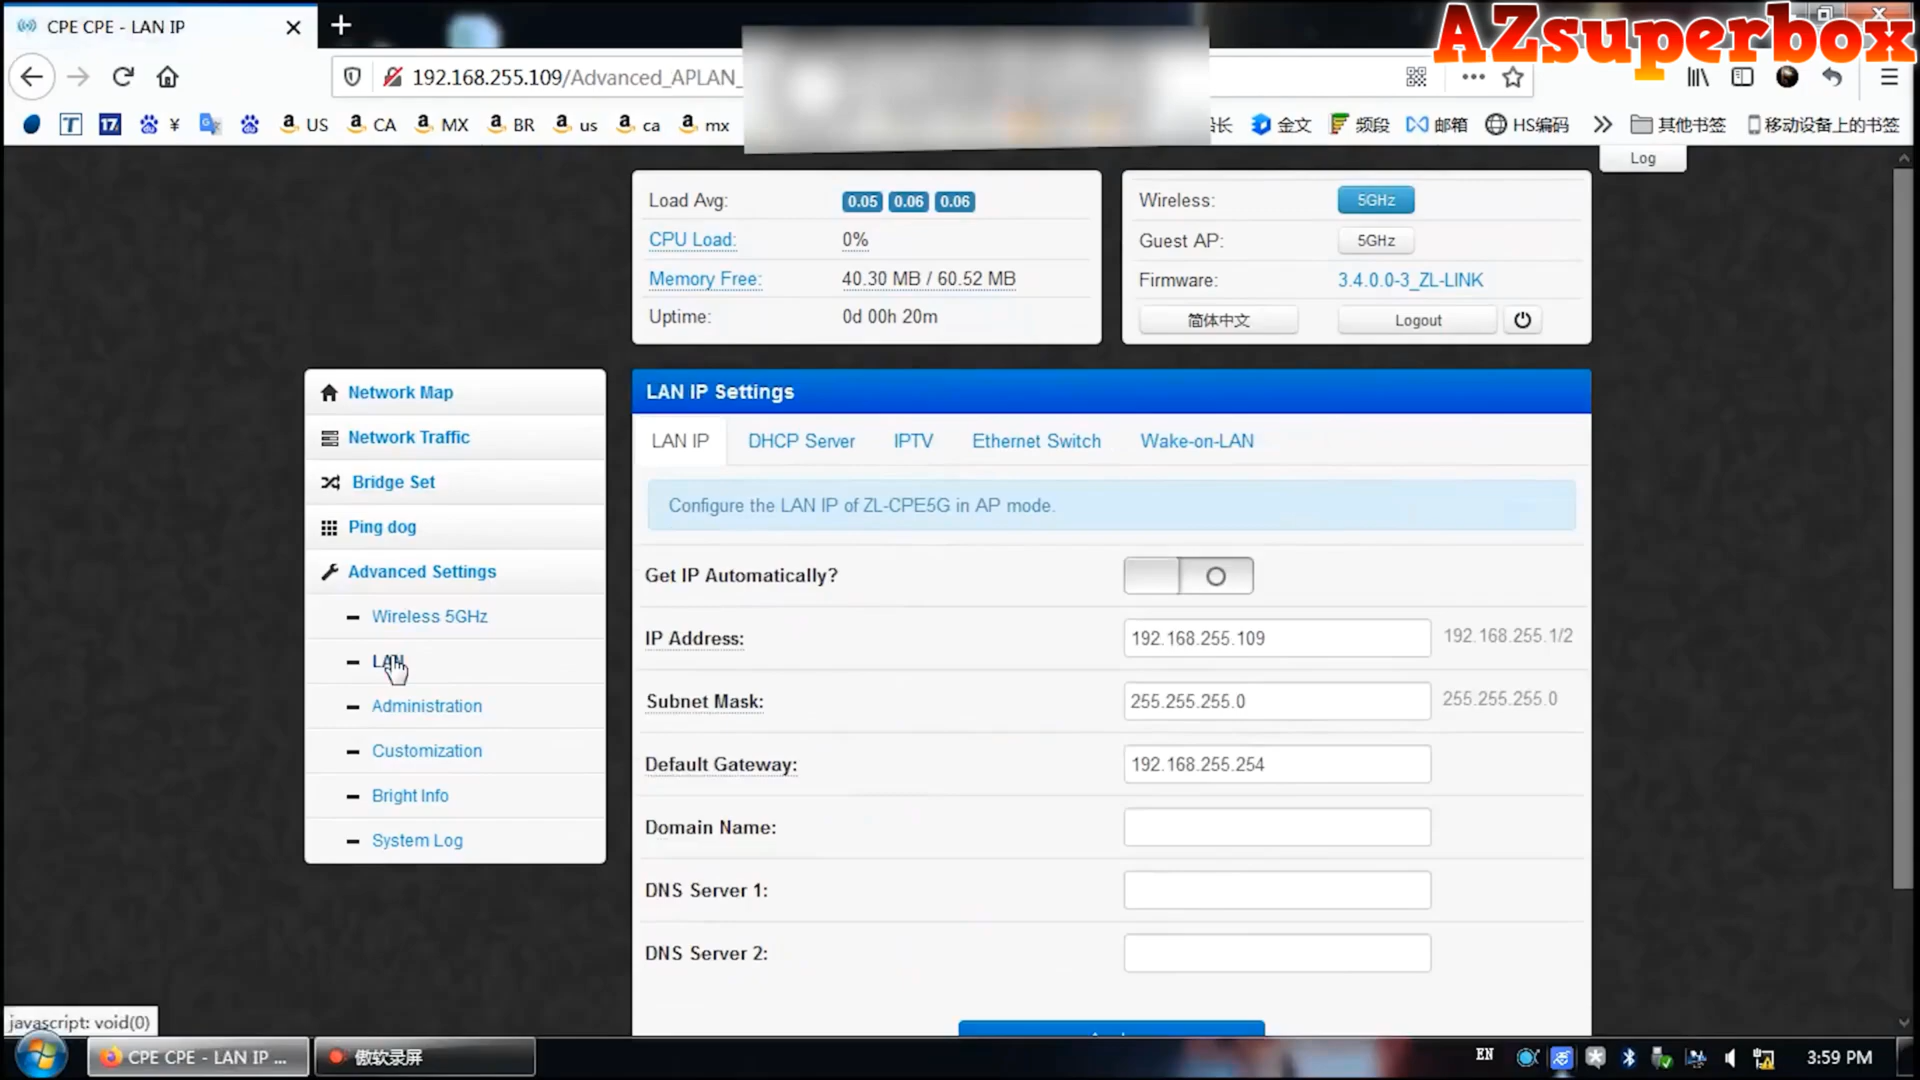 CPE CPE - LAN IP
AZsuperbox
192.168.255.109/Advanced_APLAN_
T 17 ¥ a US a CA a MX a BR a us a ca a mx
金文 频段 邮箱 HS编码 其他书签 移动设备上的书签
Log
Load Avg: 0.05 0.06 0.06
CPU Load: 0%
Memory Free: 40.30 MB / 60.52 MB
Uptime: 0d 00h 20m
Wireless: 5GHz
Guest AP: 5GHz
Firmware: 3.4.0.0-3_ZL-LINK
简体中文 Logout
Network Map
Network Traffic
Bridge Set
Ping dog
Advanced Settings
Wireless 5GHz
LAN
Administration
Customization
Bright Info
System Log
LAN IP Settings
LAN IP DHCP Server IPTV Ethernet Switch Wake-on-LAN
Configure the LAN IP of ZL-CPE5G in AP mode.
Get IP Automatically?
IP Address: 192.168.255.109 192.168.255.1/2
Subnet Mask: 255.255.255.0 255.255.255.0
Default Gateway: 192.168.255.254
Domain Name:
DNS Server 1:
DNS Server 2:
javascript: void(0)
CPE CPE - LAN IP ...
傲软录屏
EN
3:59 PM